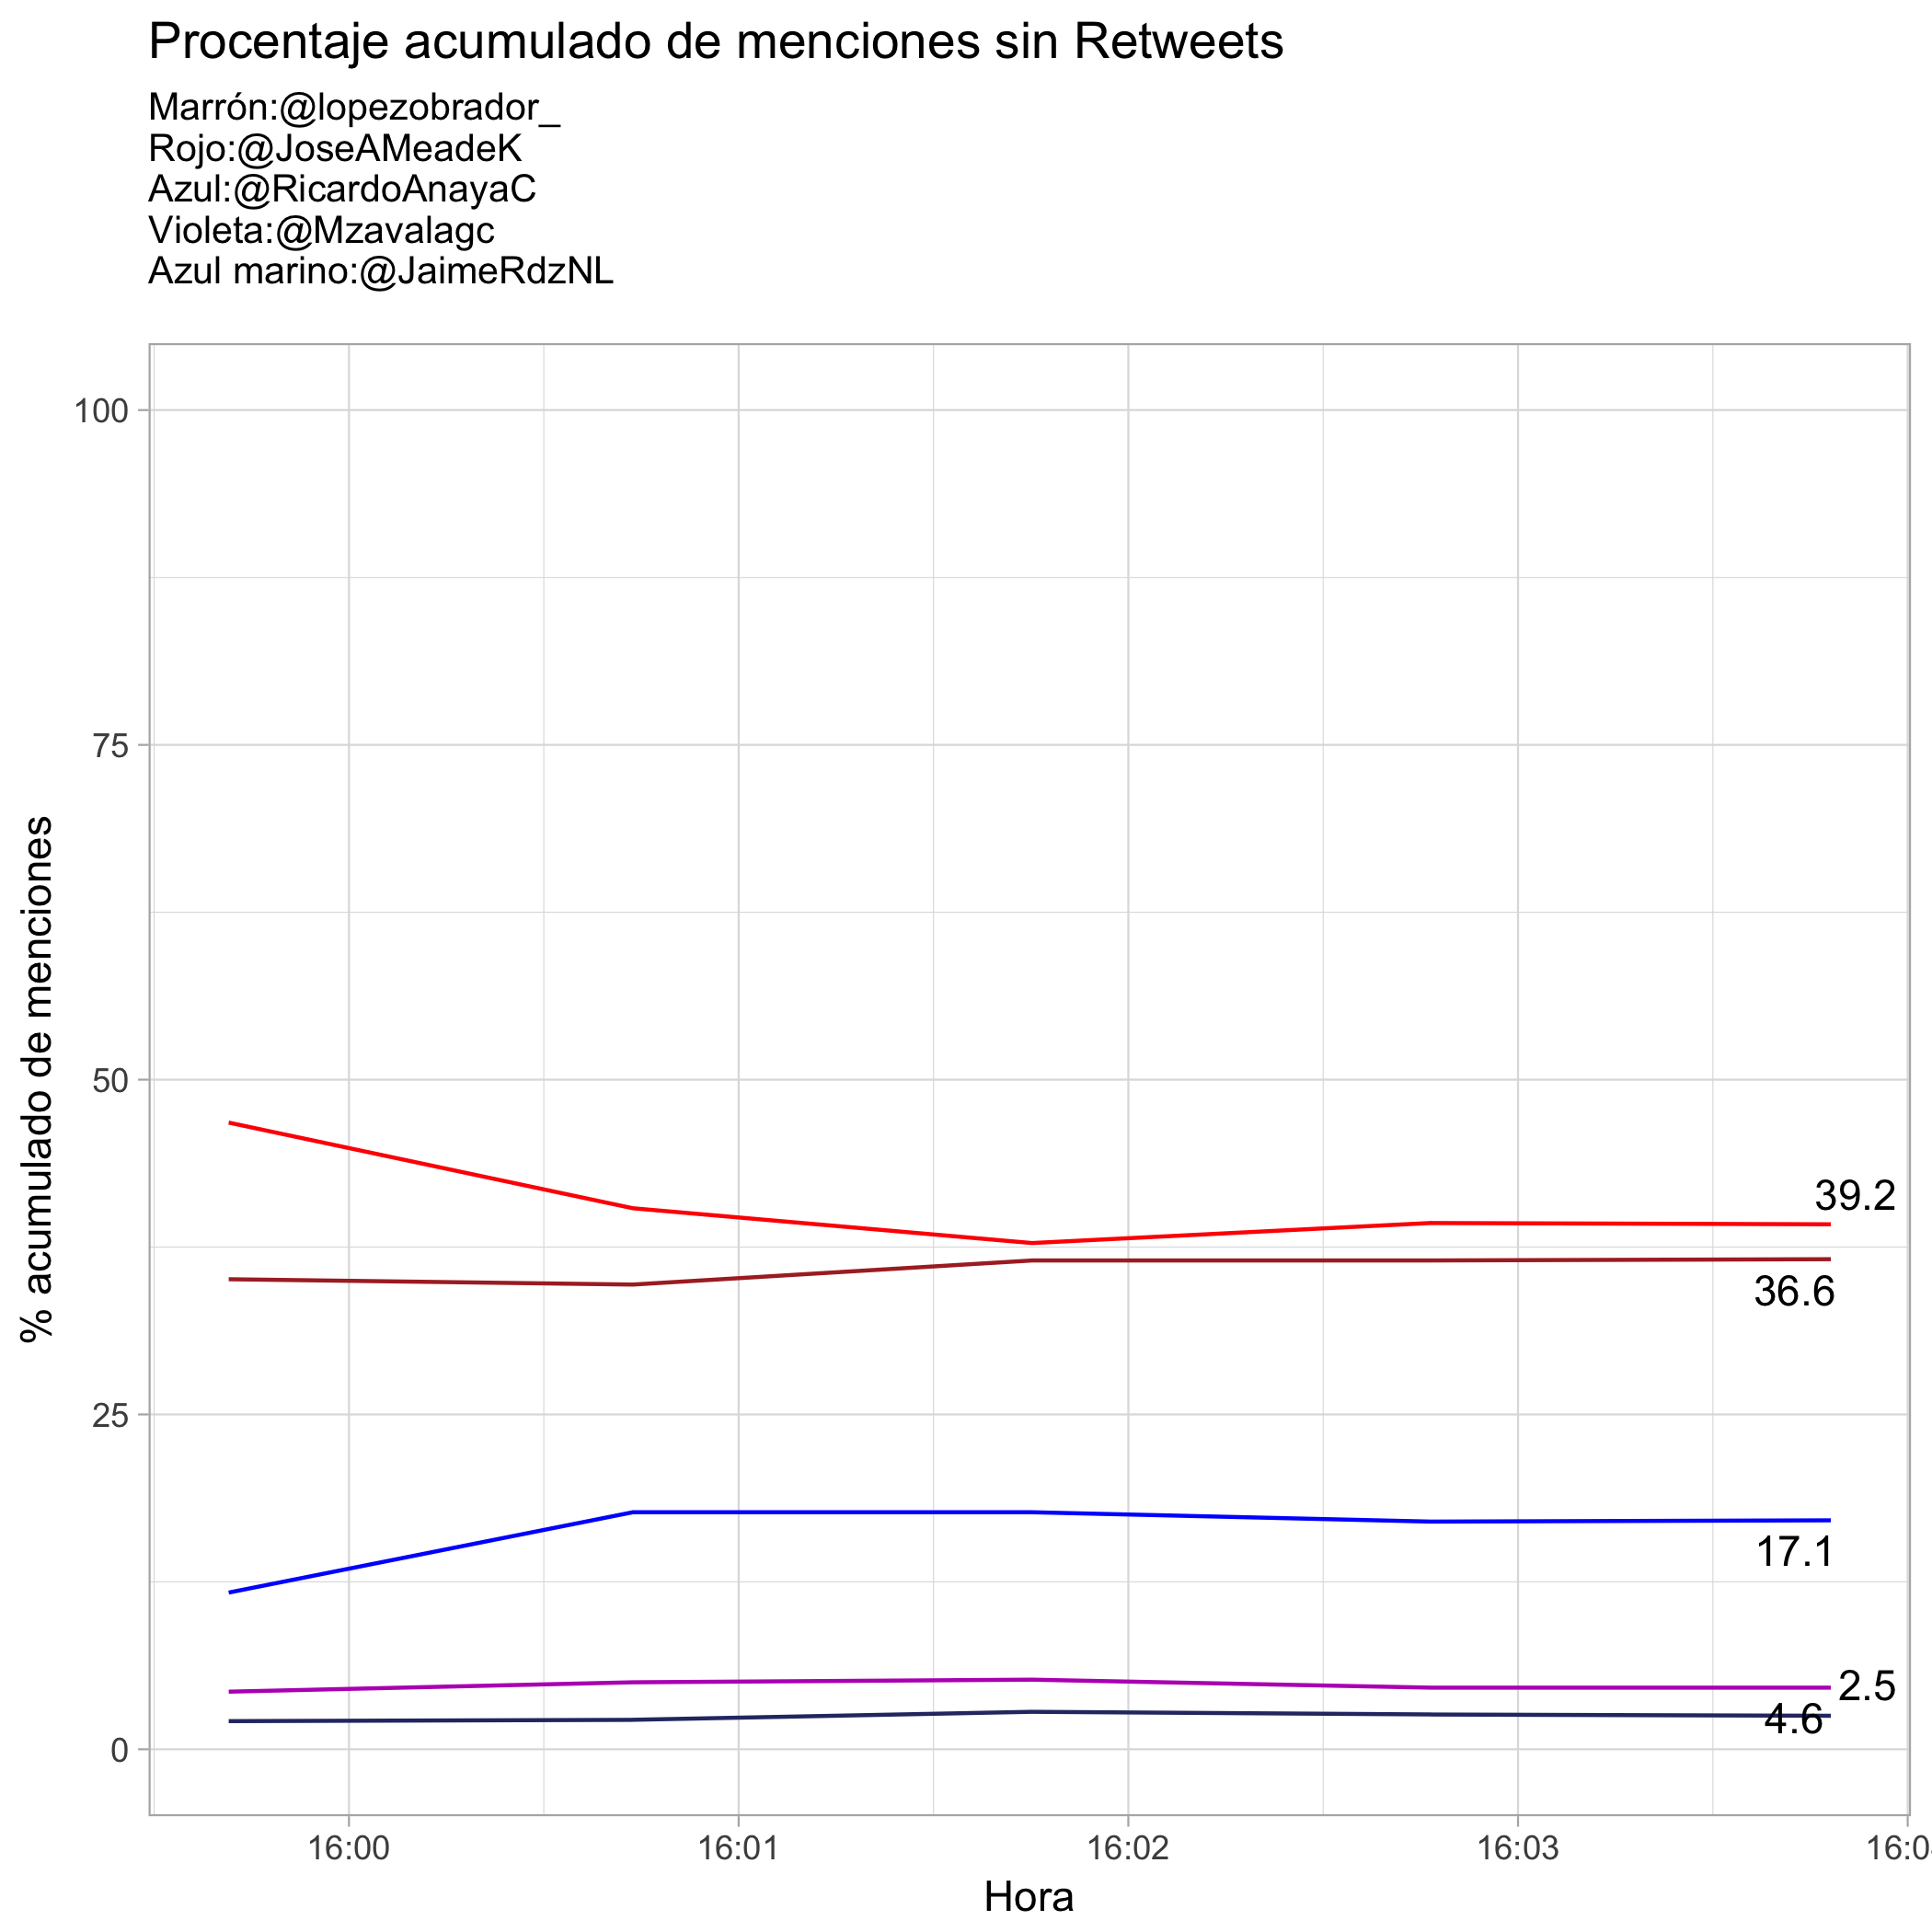 Procentaje acumulado de menciones sin Retweets
Marrón:@lopezobrador_
Rojo:@JoseAMeadeK
Azul:@RicardoAnayaC
Violeta:@Mzavalagc
Azul marino:@JaimeRdzNL
% acumulado de menciones
100
75
50
25
0
39.2
36.6
17.1
2.5
4.6
16:00
16:01
16:02
16:03
Hora